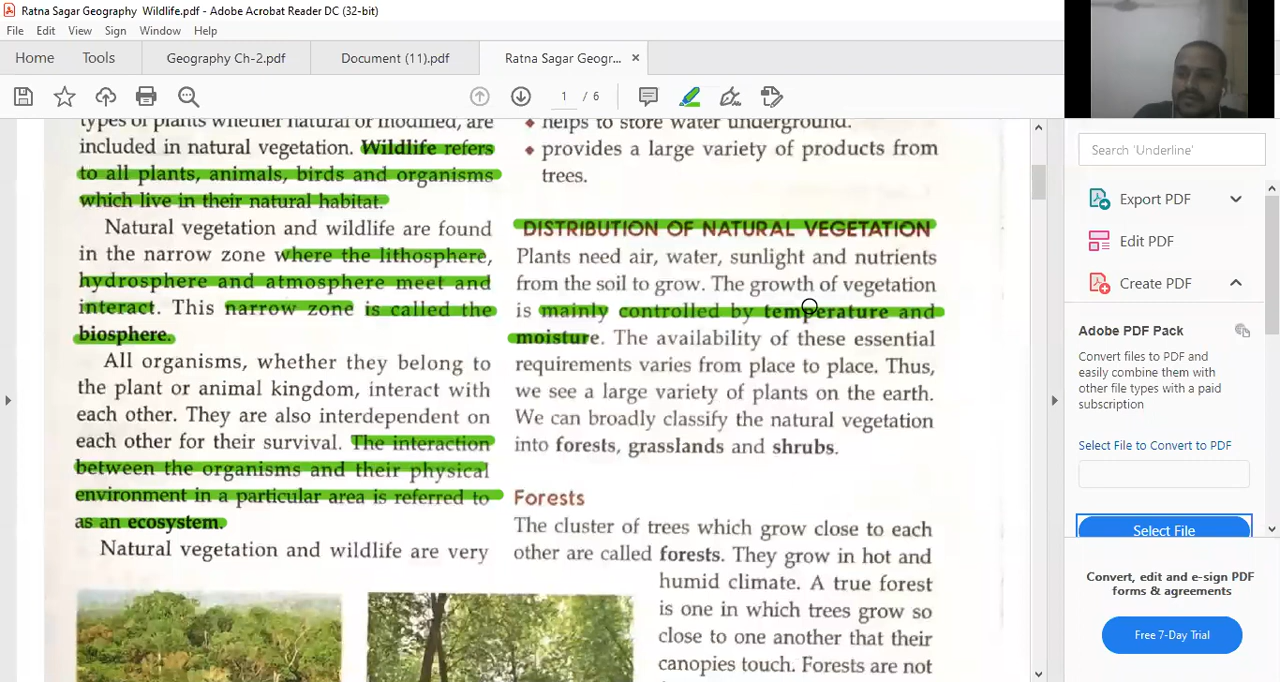 Ratna Sagar Geography Wildlife.pdf - Adobe Acrobat Reader DC (32-bit)
File Edit View Sign Window Help
Home Tools Geography Ch-2.pdf Document (11).pdf Ratna Sagar Geogr... ×
1 / 6
types of plants whether natural or modified, are
included in natural vegetation. Wildlife refers
to all plants, animals, birds and organisms
which live in their natural habitat.
Natural vegetation and wildlife are found
in the narrow zone where the lithosphere,
hydrosphere and atmosphere meet and
interact. This narrow zone is called the
biosphere.
All organisms, whether they belong to
the plant or animal kingdom, interact with
each other. They are also interdependent on
each other for their survival. The interaction
between the organisms and their physical
environment in a particular area is referred to
as an ecosystem.
Natural vegetation and wildlife are very
helps to store water underground.
provides a large variety of products from
trees.
DISTRIBUTION OF NATURAL VEGETATION
Plants need air, water, sunlight and nutrients
from the soil to grow. The growth of vegetation
is mainly controlled by temperature and
moisture. The availability of these essential
requirements varies from place to place. Thus,
we see a large variety of plants on the earth.
We can broadly classify the natural vegetation
into forests, grasslands and shrubs.
Forests
The cluster of trees which grow close to each
other are called forests. They grow in hot and
humid climate. A true forest
is one in which trees grow so
close to one another that their
canopies touch. Forests are not
Search 'Underline'
Export PDF
Edit PDF
Create PDF
Adobe PDF Pack
Convert files to PDF and
easily combine them with
other file types with a paid
subscription
Select File to Convert to PDF
Select File
Convert, edit and e-sign PDF
forms & agreements
Free 7-Day Trial